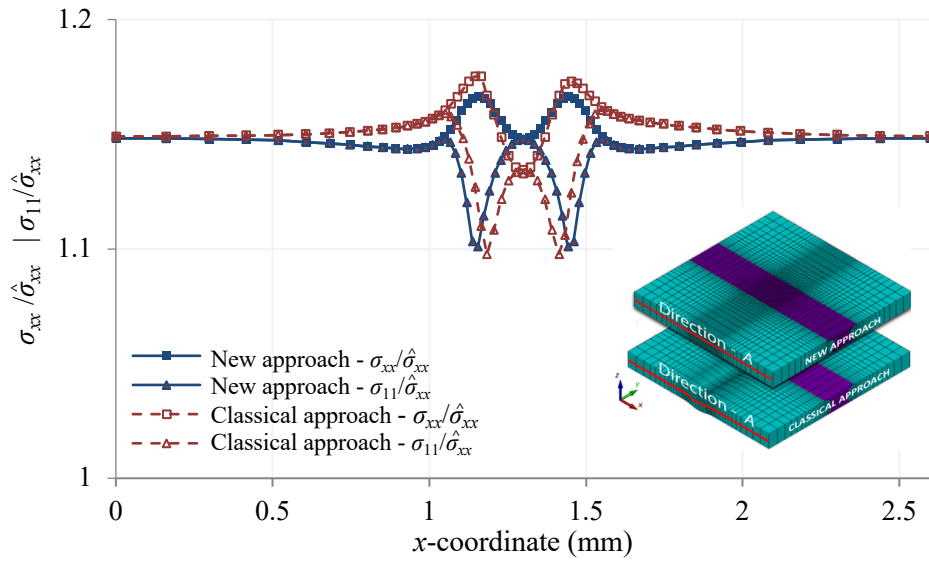 1.2
1.1
1
σxx /σ̂xx | σ11/σ̂xx
New approach - σxx/σ̂xx
New approach - σ11/σ̂xx
Classical approach - σxx/σ̂xx
Classical approach - σ11/σ̂xx
Direction - A
NEW APPROACH
Direction - A
CLASSICAL APPROACH
z
y
x
0 0.5 1 1.5 2 2.5
x-coordinate (mm)